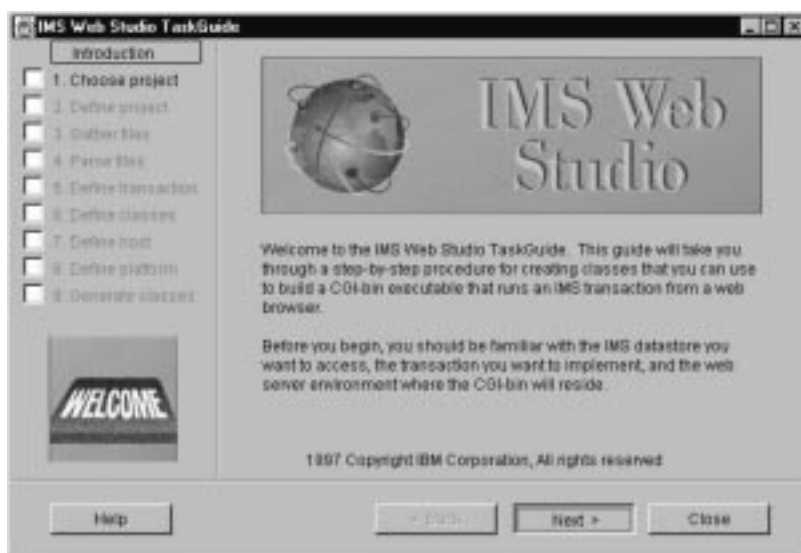 IMS Web Studio TaskGuide
Introduction
1. Choose project
2. Define project
3. Gather files
4. Parse files
5. Define transaction
6. Define classes
7. Define host
8. Define platform
9. Generate classes
WELCOME
IMS Web
Studio
Welcome to the IMS Web Studio TaskGuide. This guide will take you
through a step-by-step procedure for creating classes that you can use
to build a CGI-bin executable that runs an IMS transaction from a web
browser.
Before you begin, you should be familiar with the IMS datastore you
want to access, the transaction you want to implement, and the web
server environment where the CGI-bin will reside.
1997 Copyright IBM Corporation, All rights reserved
Help
< Back
Next >
Close